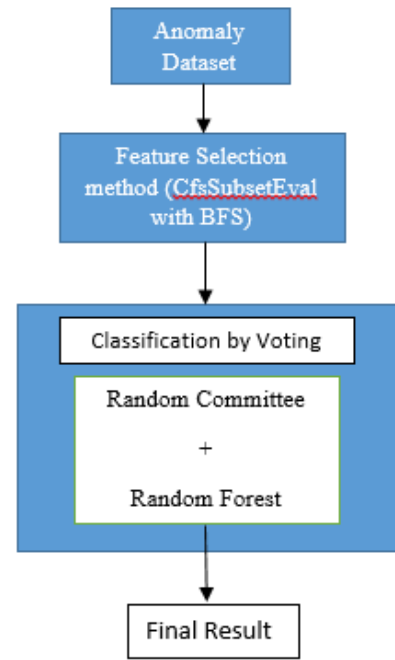 Anomaly
Dataset
Feature Selection
method (CfsSubsetEval
with BFS)
Classification by Voting
Random Committee
+
Random Forest
Final Result